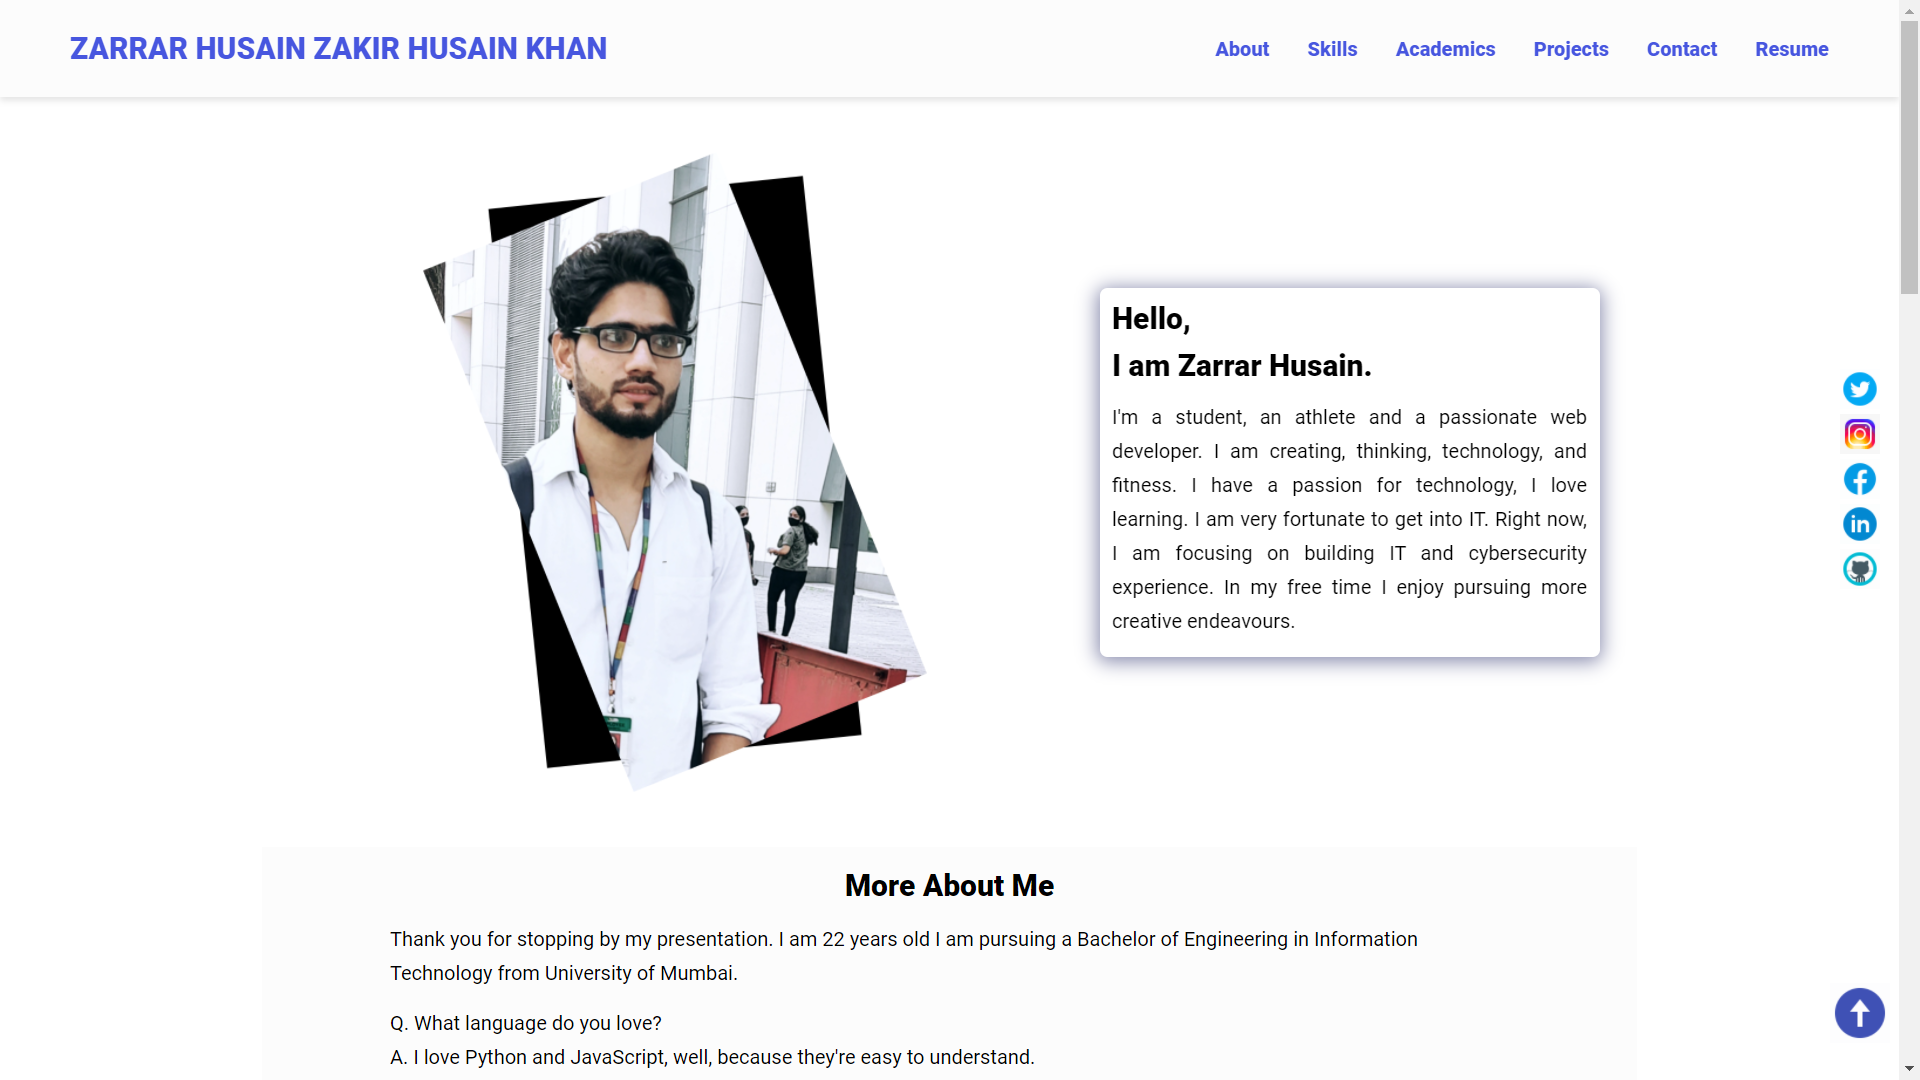 ZARRAR HUSAIN ZAKIR HUSAIN KHAN
About Skills Academics Projects Contact Resume
Hello,
I am Zarrar Husain.
I'm a student, an athlete and a passionate web
developer. I am creating, thinking, technology, and
fitness. I have a passion for technology, I love
learning. I am very fortunate to get into IT. Right now,
I am focusing on building IT and cybersecurity
experience. In my free time I enjoy pursuing more
creative endeavours.
in
More About Me
Thank you for stopping by my presentation. I am 22 years old I am pursuing a Bachelor of Engineering in Information
Technology from University of Mumbai.
Q. What language do you love?
A. I love Python and JavaScript, well, because they're easy to understand.